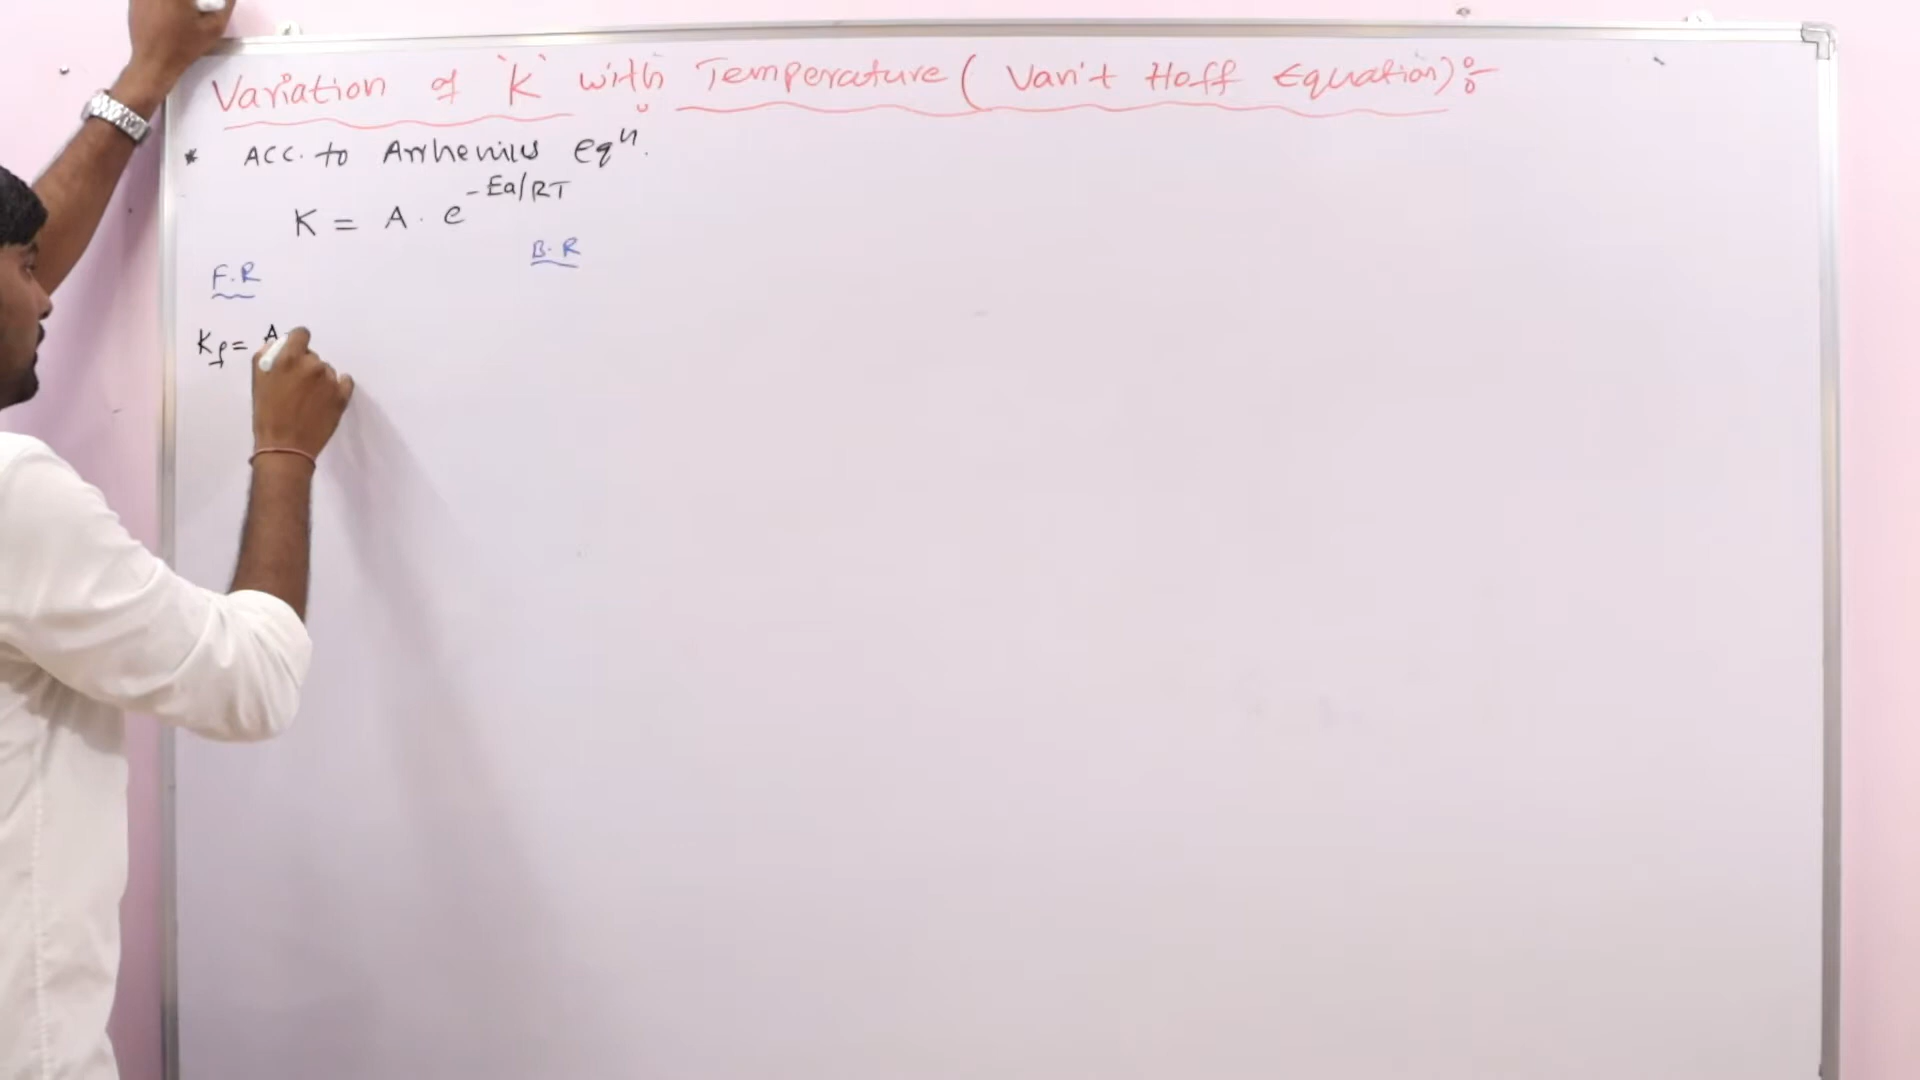 Variation of 'K' with Temperature ( Van't Hoff Equation) :-
* Acc. to Arrhenius eqⁿ.
K = A . e^-Ea/RT
B.R
F.R
Kf = A